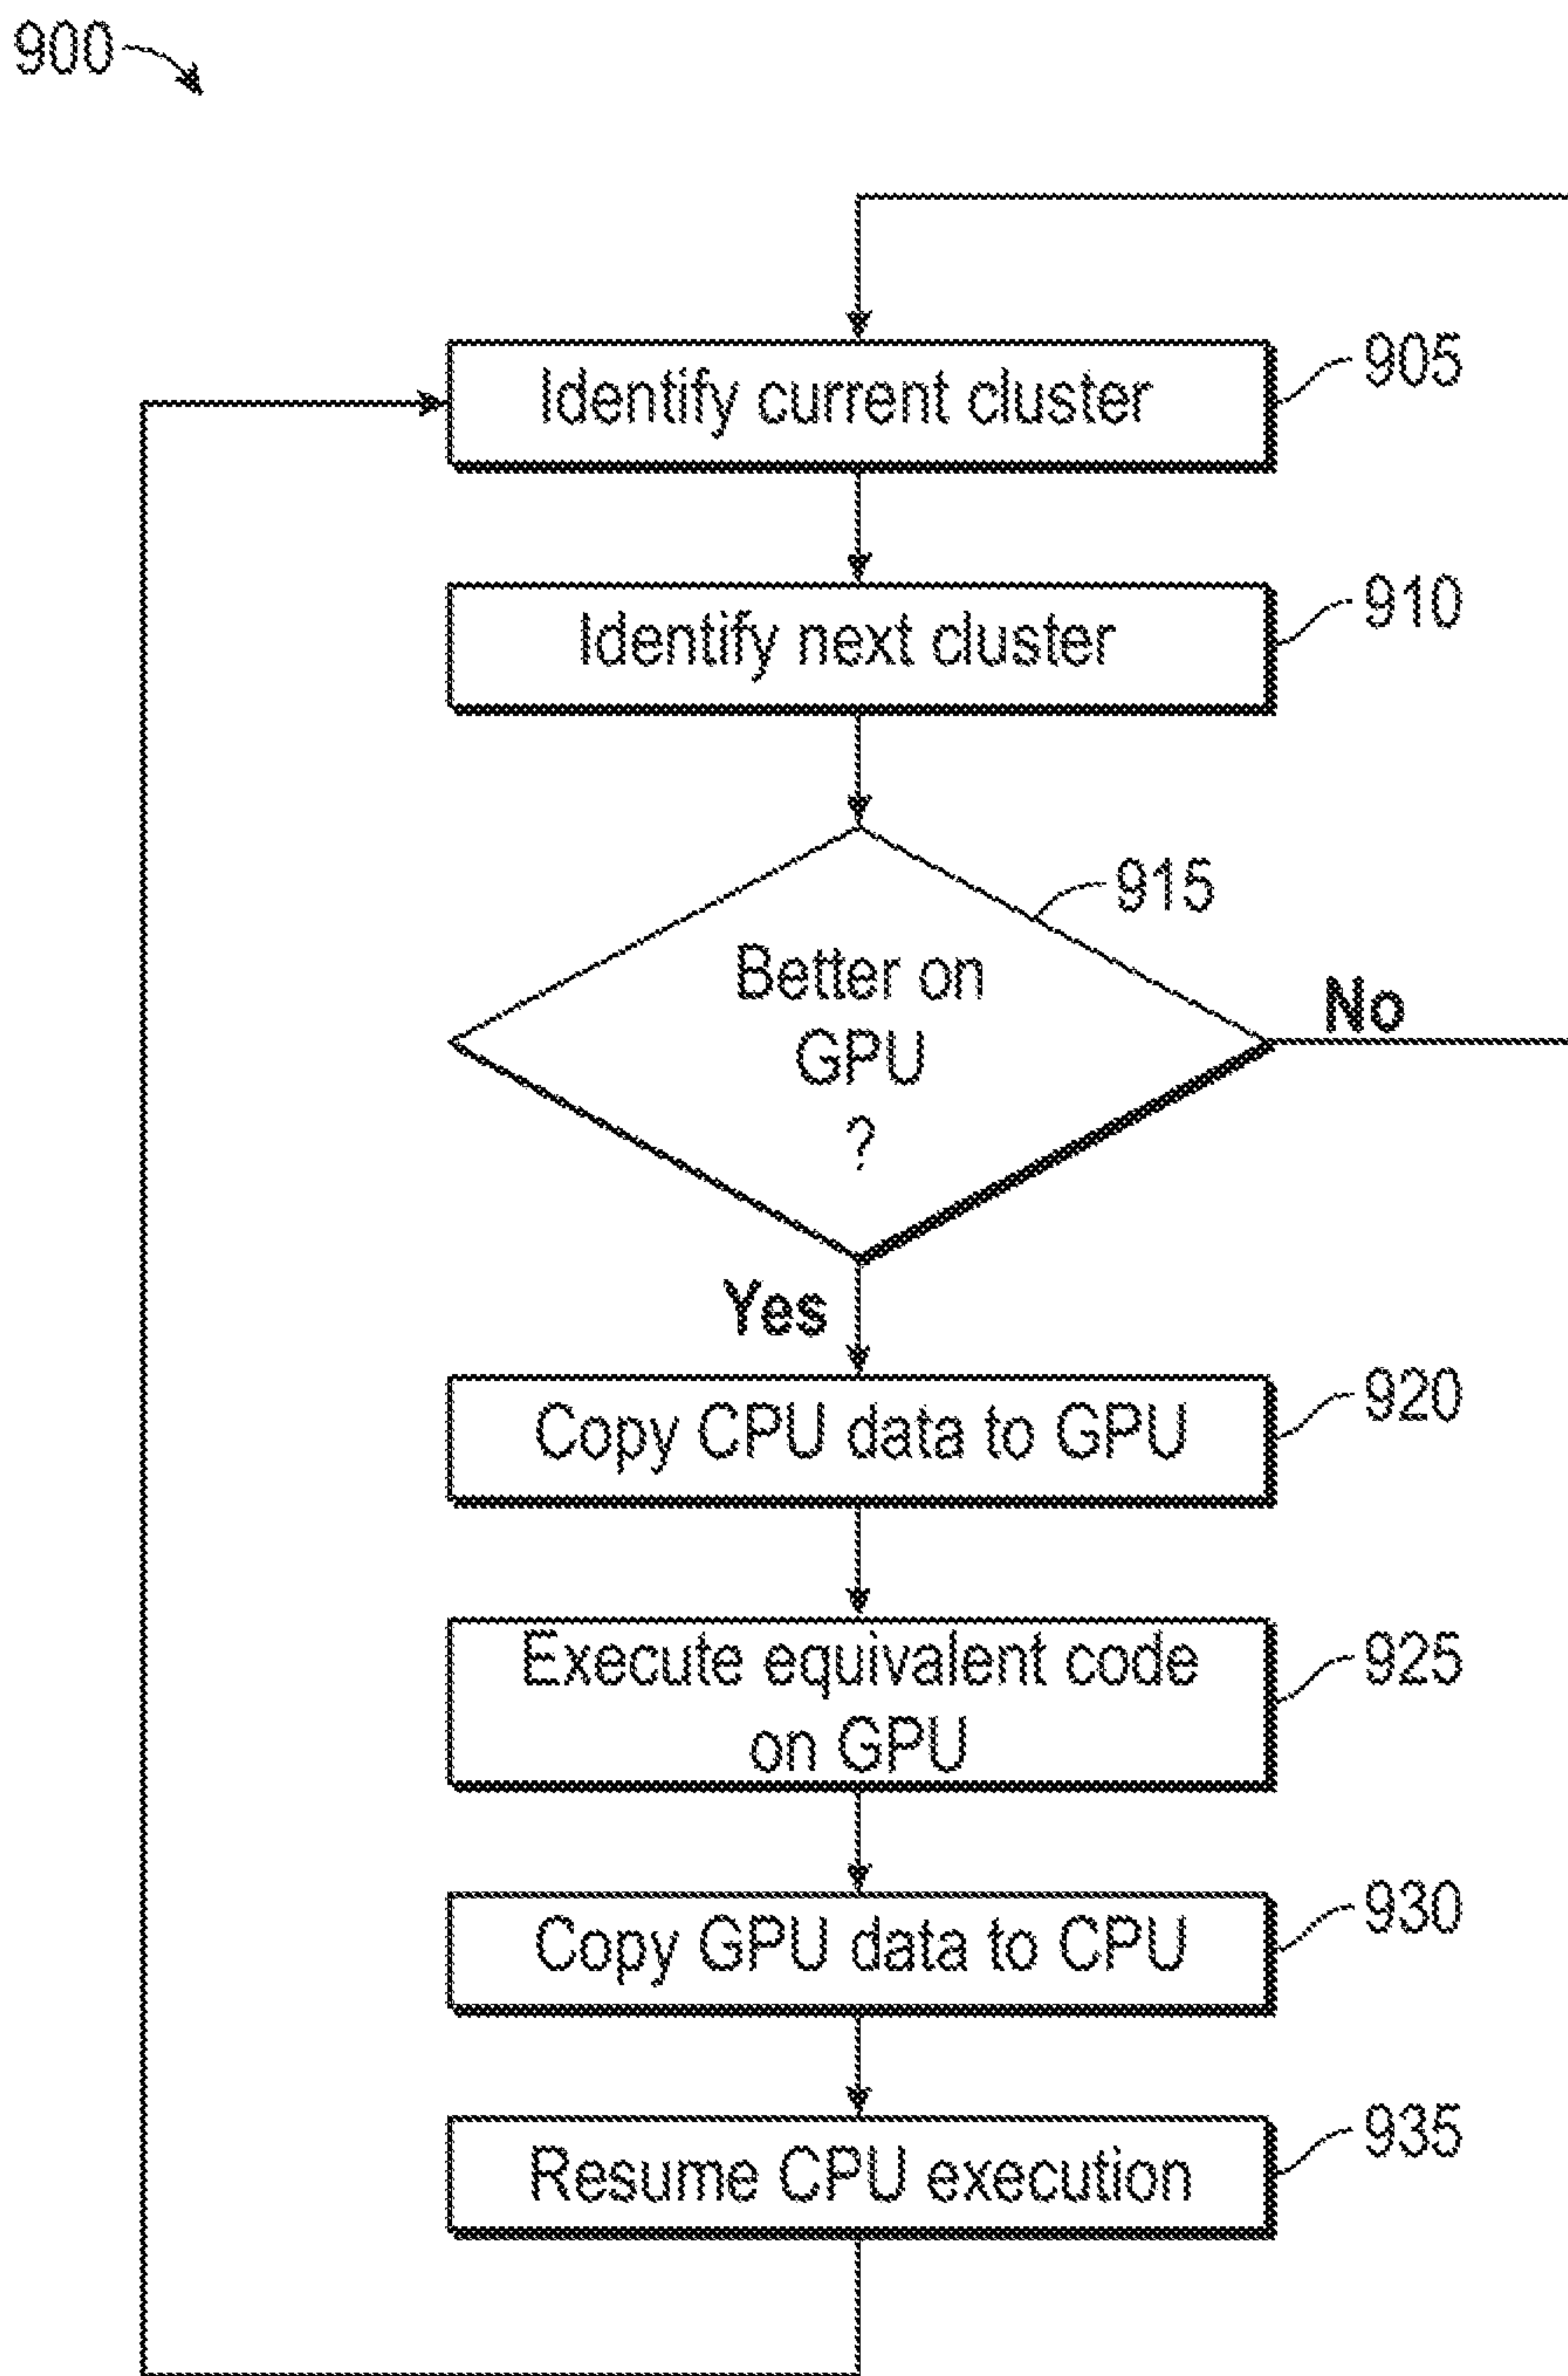 900
Identify current cluster
905
Identify next cluster
910
915
Better on
GPU
?
No
Yes
Copy CPU data to GPU
920
Execute equivalent code
on GPU
925
Copy GPU data to CPU
930
Resume CPU execution
935